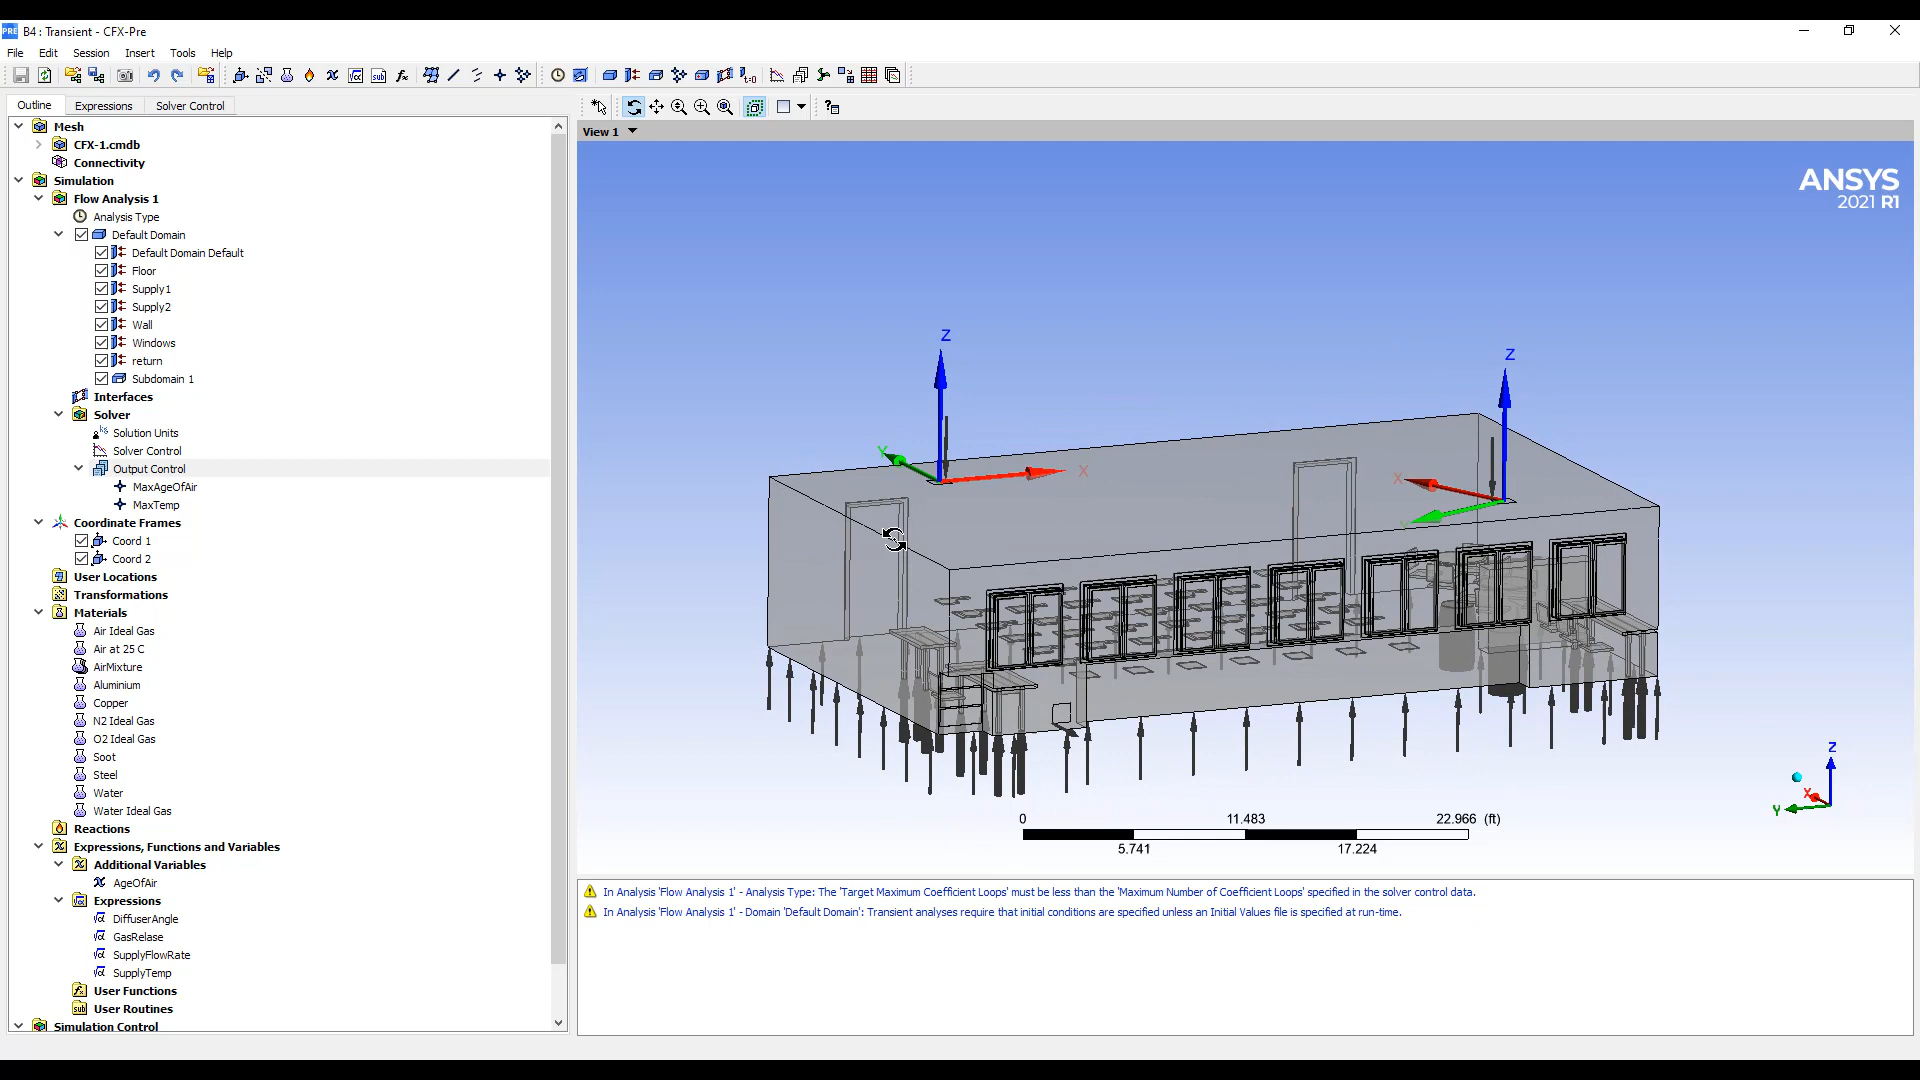 B4 : Transient - CFX-Pre
File Edit Session Insert Tools Help
Outline Expressions Solver Control
Mesh
CFX-1.cmdb
Connectivity
Simulation
Flow Analysis 1
Analysis Type
Default Domain
Default Domain Default
Floor
Supply1
Supply2
Wall
Windows
return
Subdomain 1
Interfaces
Solver
Solution Units
Solver Control
Output Control
MaxAgeOfAir
MaxTemp
Coordinate Frames
Coord 1
Coord 2
User Locations
Transformations
Materials
Air Ideal Gas
Air at 25 C
AirMixture
Aluminium
Copper
N2 Ideal Gas
O2 Ideal Gas
Soot
Steel
Water
Water Ideal Gas
Reactions
Expressions, Functions and Variables
Additional Variables
AgeOfAir
Expressions
DiffuserAngle
GasRelase
SupplyFlowRate
SupplyTemp
User Functions
User Routines
Simulation Control
View 1
ANSYS
2021 R1
Z
Z
Y
X
X
Z
X
Y
0 11.483 22.966 (ft)
5.741 17.224
In Analysis 'Flow Analysis 1' - Analysis Type: The 'Target Maximum Coefficient Loops' must be less than the 'Maximum Number of Coefficient Loops' specified in the solver control data.
In Analysis 'Flow Analysis 1' - Domain 'Default Domain': Transient analyses require that initial conditions are specified unless an Initial Values file is specified at run-time.